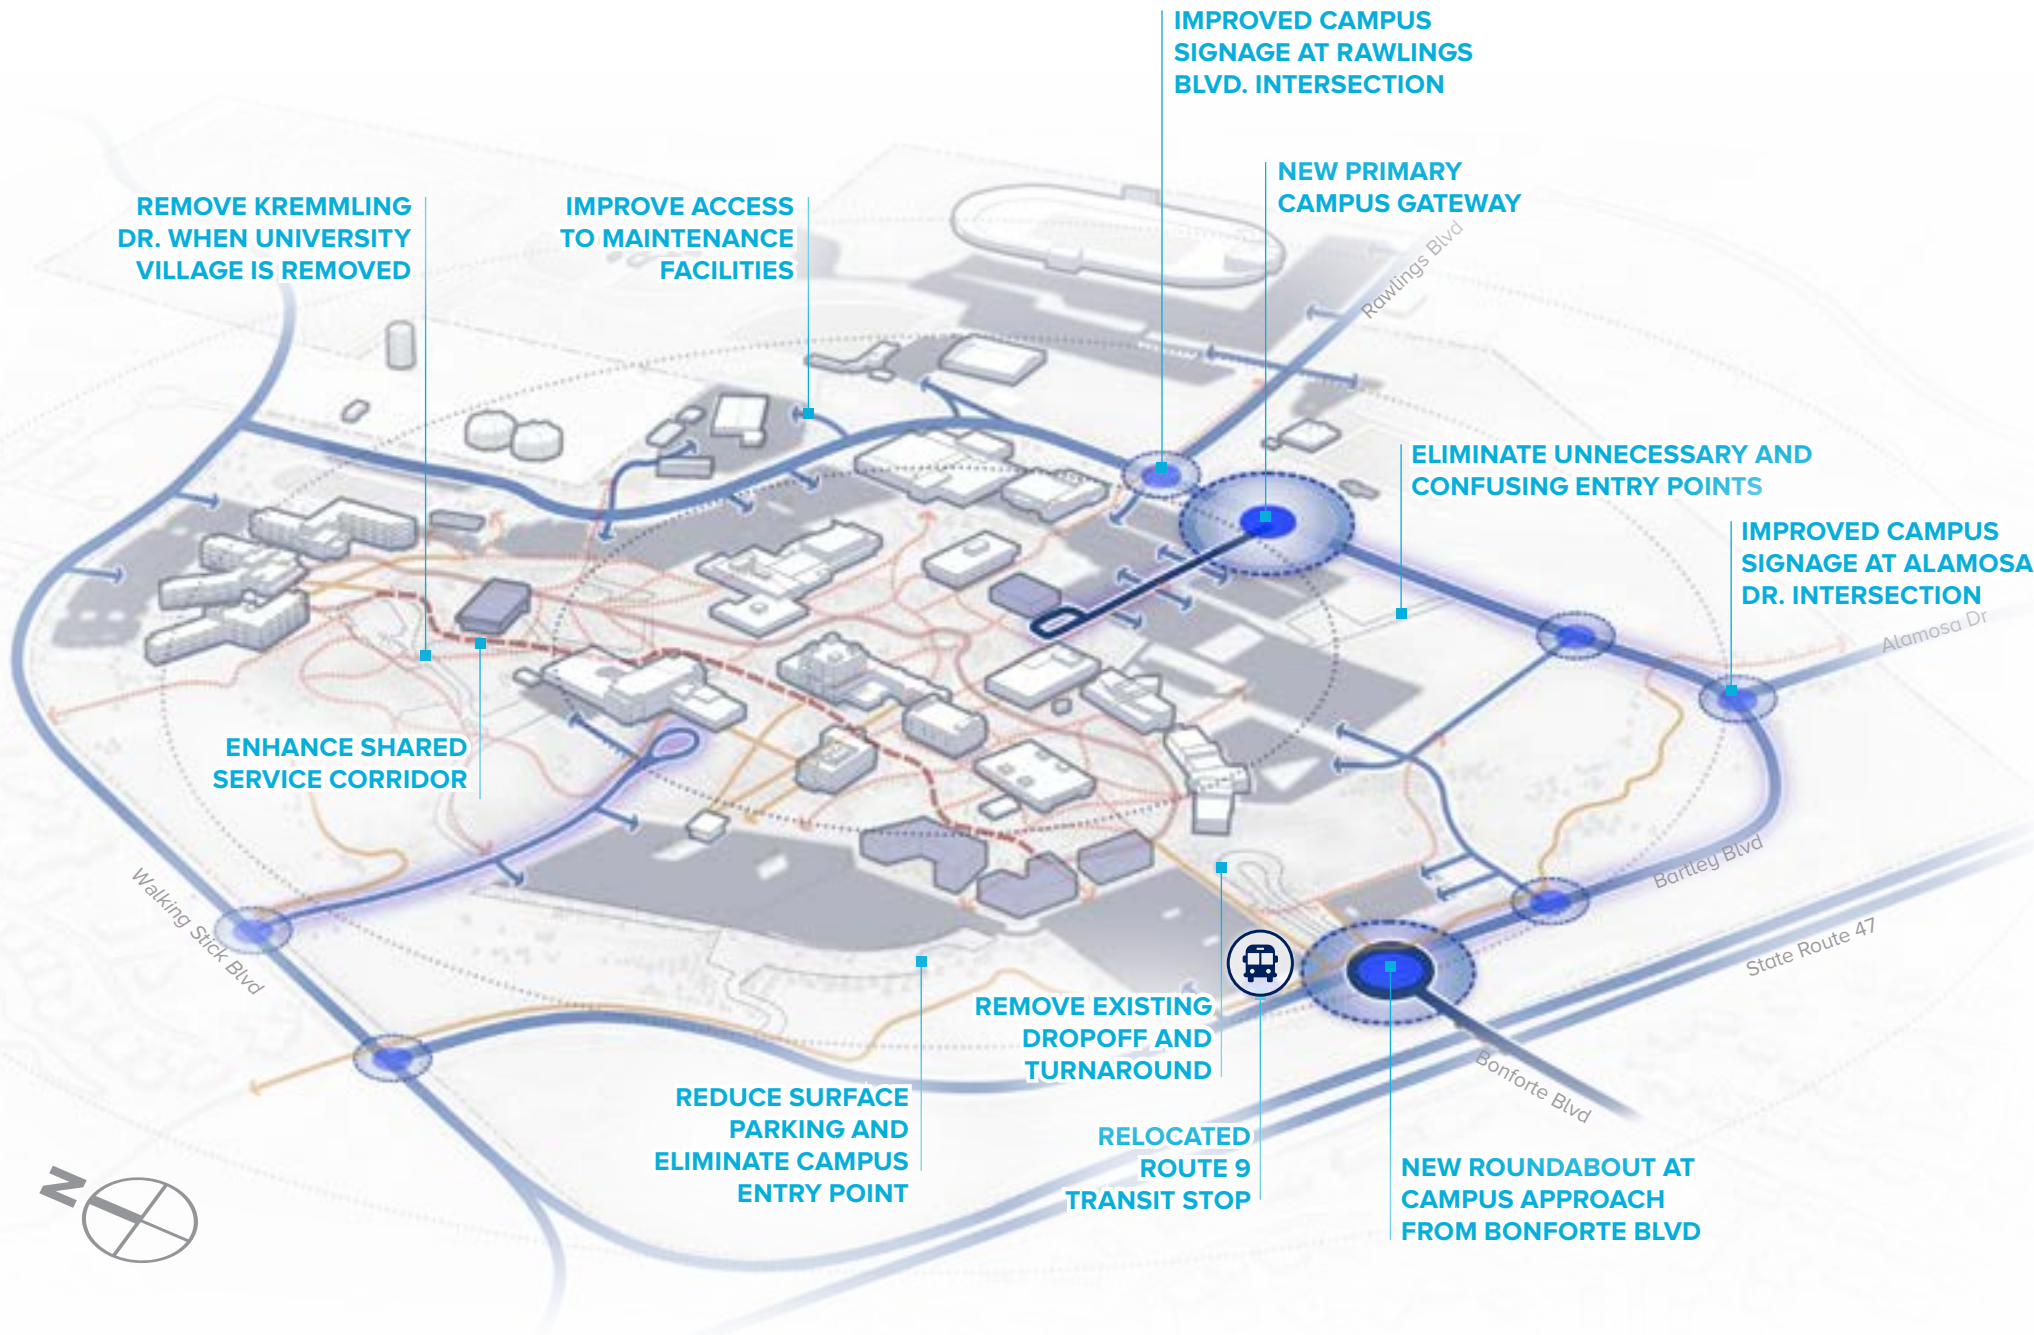 IMPROVED CAMPUS
SIGNAGE AT RAWLINGS
BLVD. INTERSECTION
NEW PRIMARY
CAMPUS GATEWAY
REMOVE KREMMLING
DR. WHEN UNIVERSITY
VILLAGE IS REMOVED
IMPROVE ACCESS
TO MAINTENANCE
FACILITIES
Rawlings Blvd
ELIMINATE UNNECESSARY AND
CONFUSING ENTRY POINTS
IMPROVED CAMPUS
SIGNAGE AT ALAMOSA
DR. INTERSECTION
Alamosa Dr
ENHANCE SHARED
SERVICE CORRIDOR
Walking Stick Blvd
Bartley Blvd
State Route 47
REMOVE EXISTING
DROPOFF AND
TURNAROUND
Bonforte Blvd
REDUCE SURFACE
PARKING AND
ELIMINATE CAMPUS
ENTRY POINT
RELOCATED
ROUTE 9
TRANSIT STOP
NEW ROUNDABOUT AT
CAMPUS APPROACH
FROM BONFORTE BLVD
N